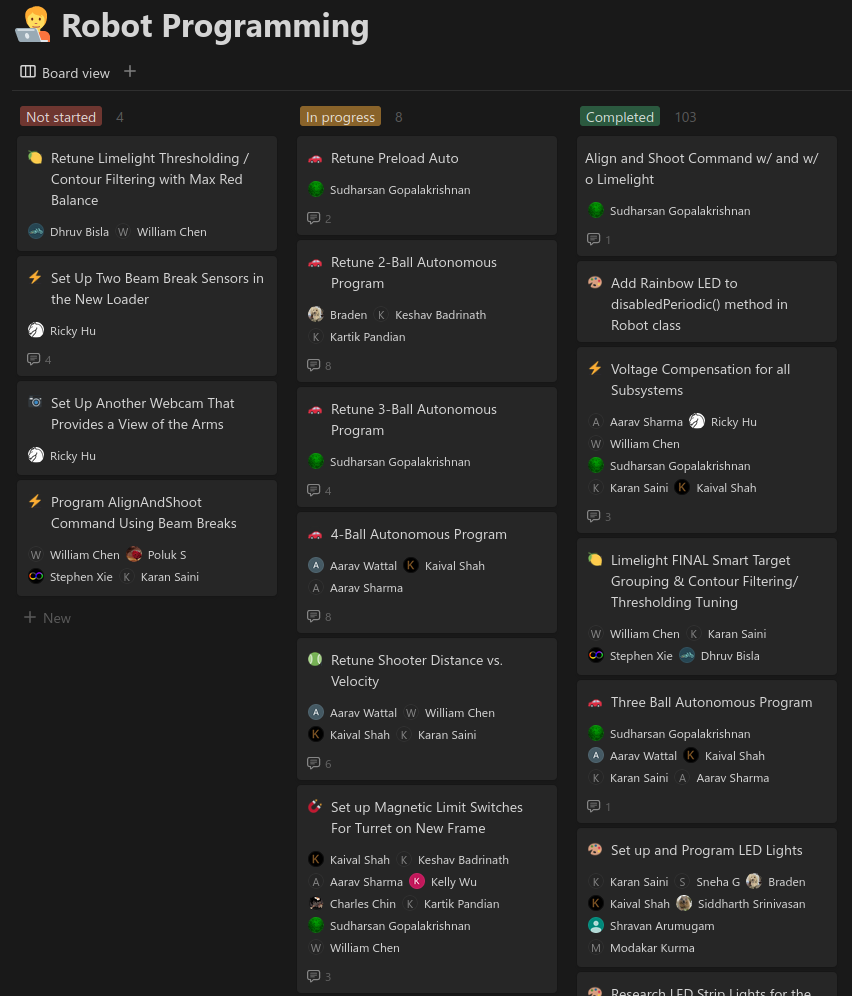 Robot Programming
Board view
Not started 4
Retune Limelight Thresholding /
Contour Filtering with Max Red
Balance
Dhruv Bisla W William Chen
Set Up Two Beam Break Sensors in
the New Loader
Ricky Hu
4
Set Up Another Webcam That
Provides a View of the Arms
Ricky Hu
Program AlignAndShoot
Command Using Beam Breaks
W William Chen Poluk S
Stephen Xie K Karan Saini
+ New
In progress 8
Retune Preload Auto
Sudharsan Gopalakrishnan
2
Retune 2-Ball Autonomous
Program
Braden K Keshav Badrinath
K Kartik Pandian
8
Retune 3-Ball Autonomous
Program
Sudharsan Gopalakrishnan
4
4-Ball Autonomous Program
A Aarav Wattal K Kaival Shah
A Aarav Sharma
8
Retune Shooter Distance vs.
Velocity
A Aarav Wattal W William Chen
K Kaival Shah K Karan Saini
6
Set up Magnetic Limit Switches
For Turret on New Frame
K Kaival Shah K Keshav Badrinath
A Aarav Sharma K Kelly Wu
Charles Chin K Kartik Pandian
Sudharsan Gopalakrishnan
W William Chen
3
Completed 103
Align and Shoot Command w/ and w/
o Limelight
Sudharsan Gopalakrishnan
1
Add Rainbow LED to
disabledPeriodic() method in
Robot class
Voltage Compensation for all
Subsystems
A Aarav Sharma Ricky Hu
W William Chen
Sudharsan Gopalakrishnan
K Karan Saini K Kaival Shah
3
Limelight FINAL Smart Target
Grouping & Contour Filtering/
Thresholding Tuning
W William Chen K Karan Saini
Stephen Xie Dhruv Bisla
Three Ball Autonomous Program
Sudharsan Gopalakrishnan
A Aarav Wattal K Kaival Shah
K Karan Saini A Aarav Sharma
1
Set up and Program LED Lights
K Karan Saini S Sneha G Braden
K Kaival Shah Siddharth Srinivasan
Shravan Arumugam
M Modakar Kurma
Research LED Strip Lights for the